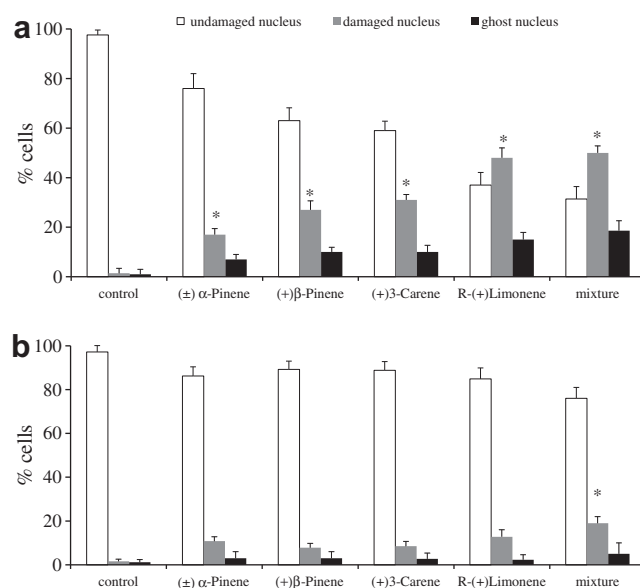 a
undamaged nucleus damaged nucleus ghost nucleus
% cells
100
80
60
40
20
0
* * * * *
control (±) α-Pinene (+)β-Pinene (+)3-Carene R-(+)Limonene mixture
b
% cells
100
80
60
40
20
0
*
control (±) α-Pinene (+)β-Pinene (+)3-Carene R-(+)Limonene mixture